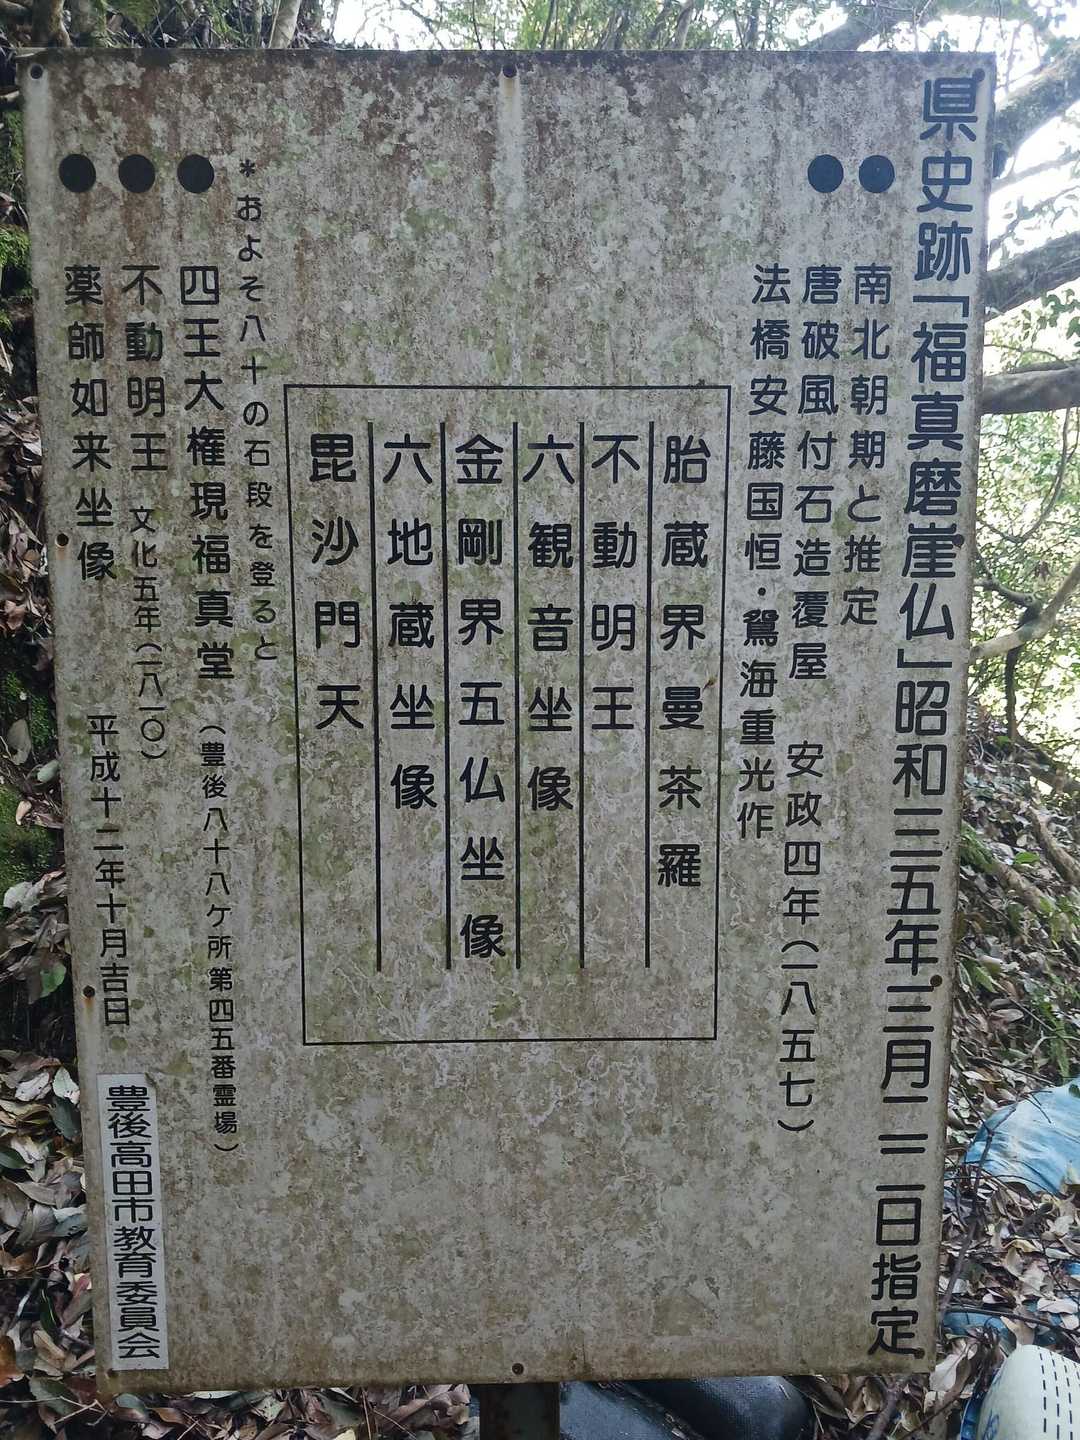 県史跡「福真磨崖仏」昭和三五年三月二二日指定
●南北朝期と推定
●唐破風付石造覆屋 安政四年(一八五七)
法橋安藤国恒・鴛海重光作
胎蔵界曼茶羅
不動明王
六観音坐像
金剛界五仏坐像
六地蔵坐像
毘沙門天
*およそ八十の石段を登ると
●四王大権現福真堂(豊後八十八ケ所第四五番霊場)
●不動明王 文化五年(一八一〇)
●薬師如来坐像
平成十二年十月吉日
豊後高田市教育委員会